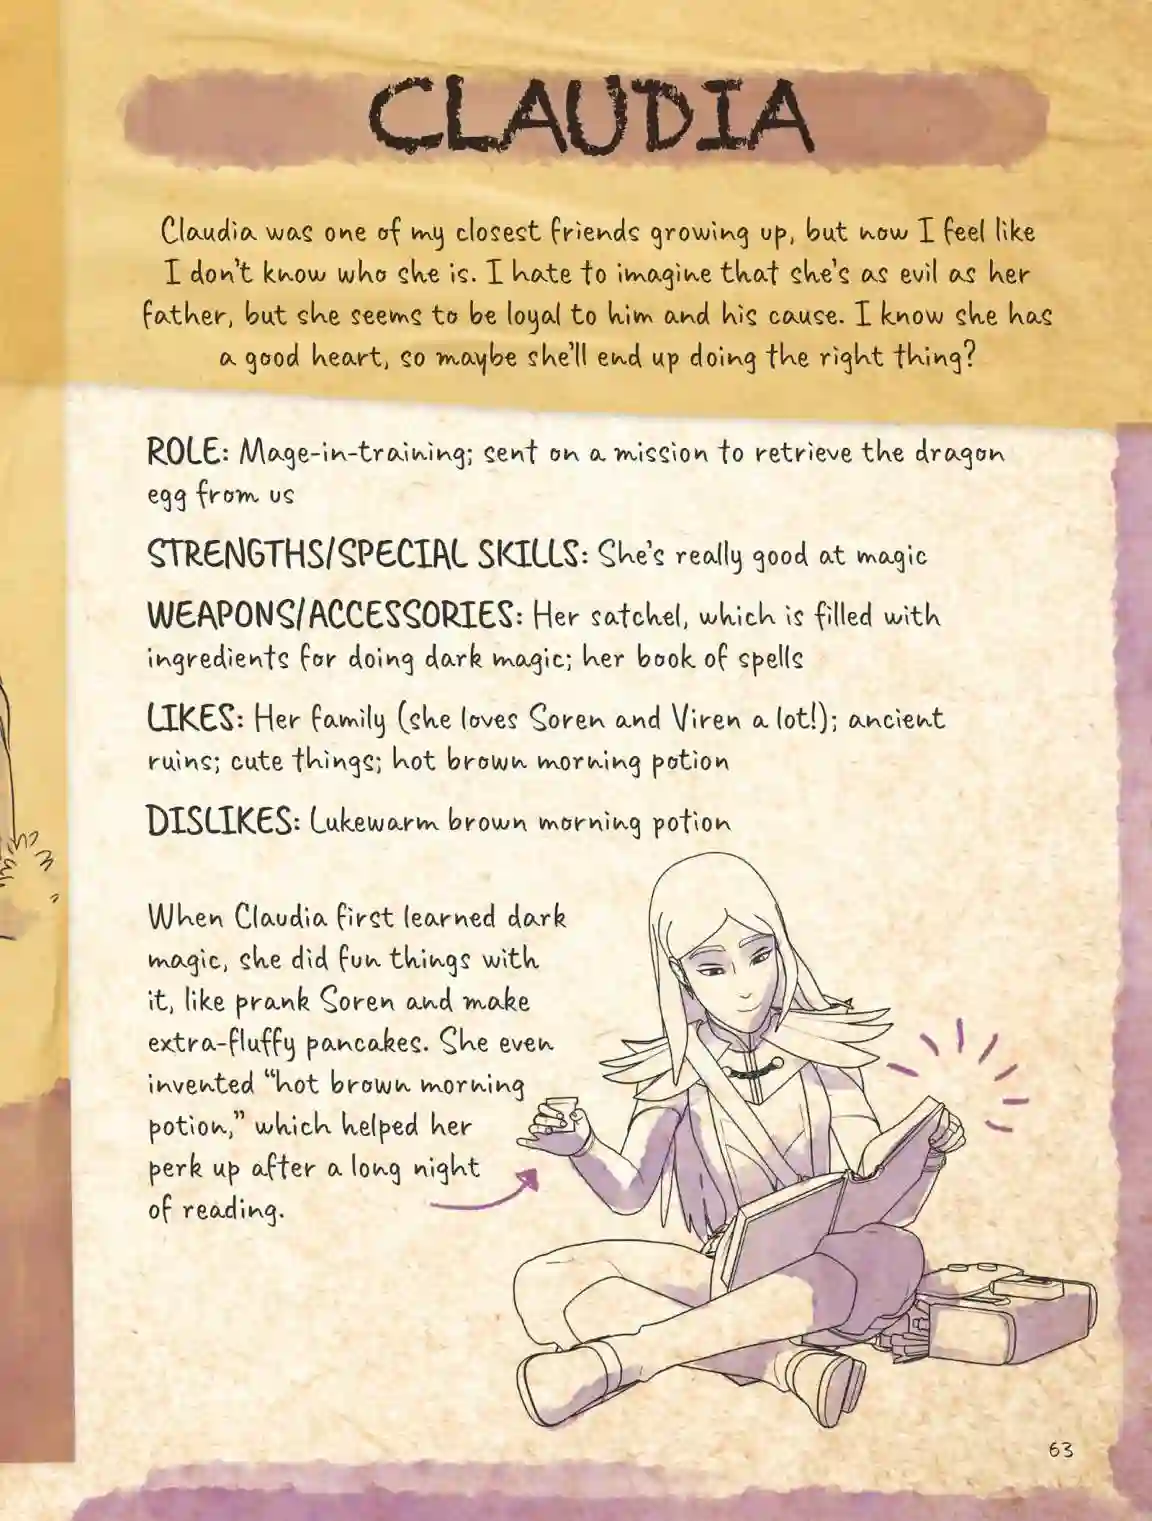 CLAUDIA
Claudia was one of my closest friends growing up, but now I feel like
I don't know who she is. I hate to imagine that she's as evil as her
father, but she seems to be loyal to him and his cause. I know she has
a good heart, so maybe she'll end up doing the right thing?
ROLE: Mage-in-training; sent on a mission to retrieve the dragon
egg from us
STRENGTHS/SPECIAL SKILLS: She's really good at magic
WEAPONS/ACCESSORIES: Her satchel, which is filled with
ingredients for doing dark magic; her book of spells
LIKES: Her family (she loves Soren and Viren a lot!); ancient
ruins; cute things; hot brown morning potion
DISLIKES: Lukewarm brown morning potion
When Claudia first learned dark
magic, she did fun things with
it, like prank Soren and make
extra-fluffy pancakes. She even
invented “hot brown morning
potion,” which helped her
perk up after a long night
of reading.
63